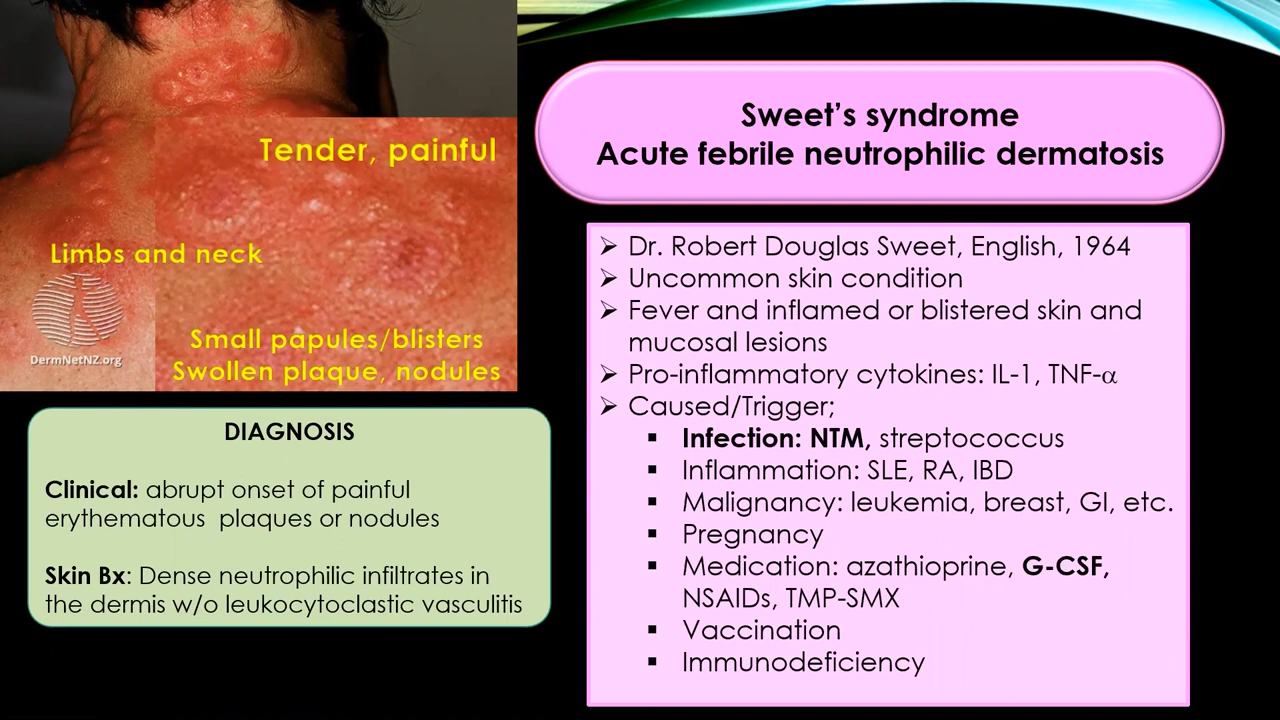 Tender, painful
Limbs and neck
DermNetNZ.org
Small papules/blisters
Swollen plaque, nodules
Sweet's syndrome
Acute febrile neutrophilic dermatosis
➢ Dr. Robert Douglas Sweet, English, 1964
➢ Uncommon skin condition
➢ Fever and inflamed or blistered skin and
mucosal lesions
➢ Pro-inflammatory cytokines: IL-1, TNF-α
➢ Caused/Trigger;
▪ Infection: NTM, streptococcus
▪ Inflammation: SLE, RA, IBD
▪ Malignancy: leukemia, breast, GI, etc.
▪ Pregnancy
▪ Medication: azathioprine, G-CSF,
NSAIDs, TMP-SMX
▪ Vaccination
▪ Immunodeficiency
DIAGNOSIS
Clinical: abrupt onset of painful
erythematous plaques or nodules
Skin Bx: Dense neutrophilic infiltrates in
the dermis w/o leukocytoclastic vasculitis